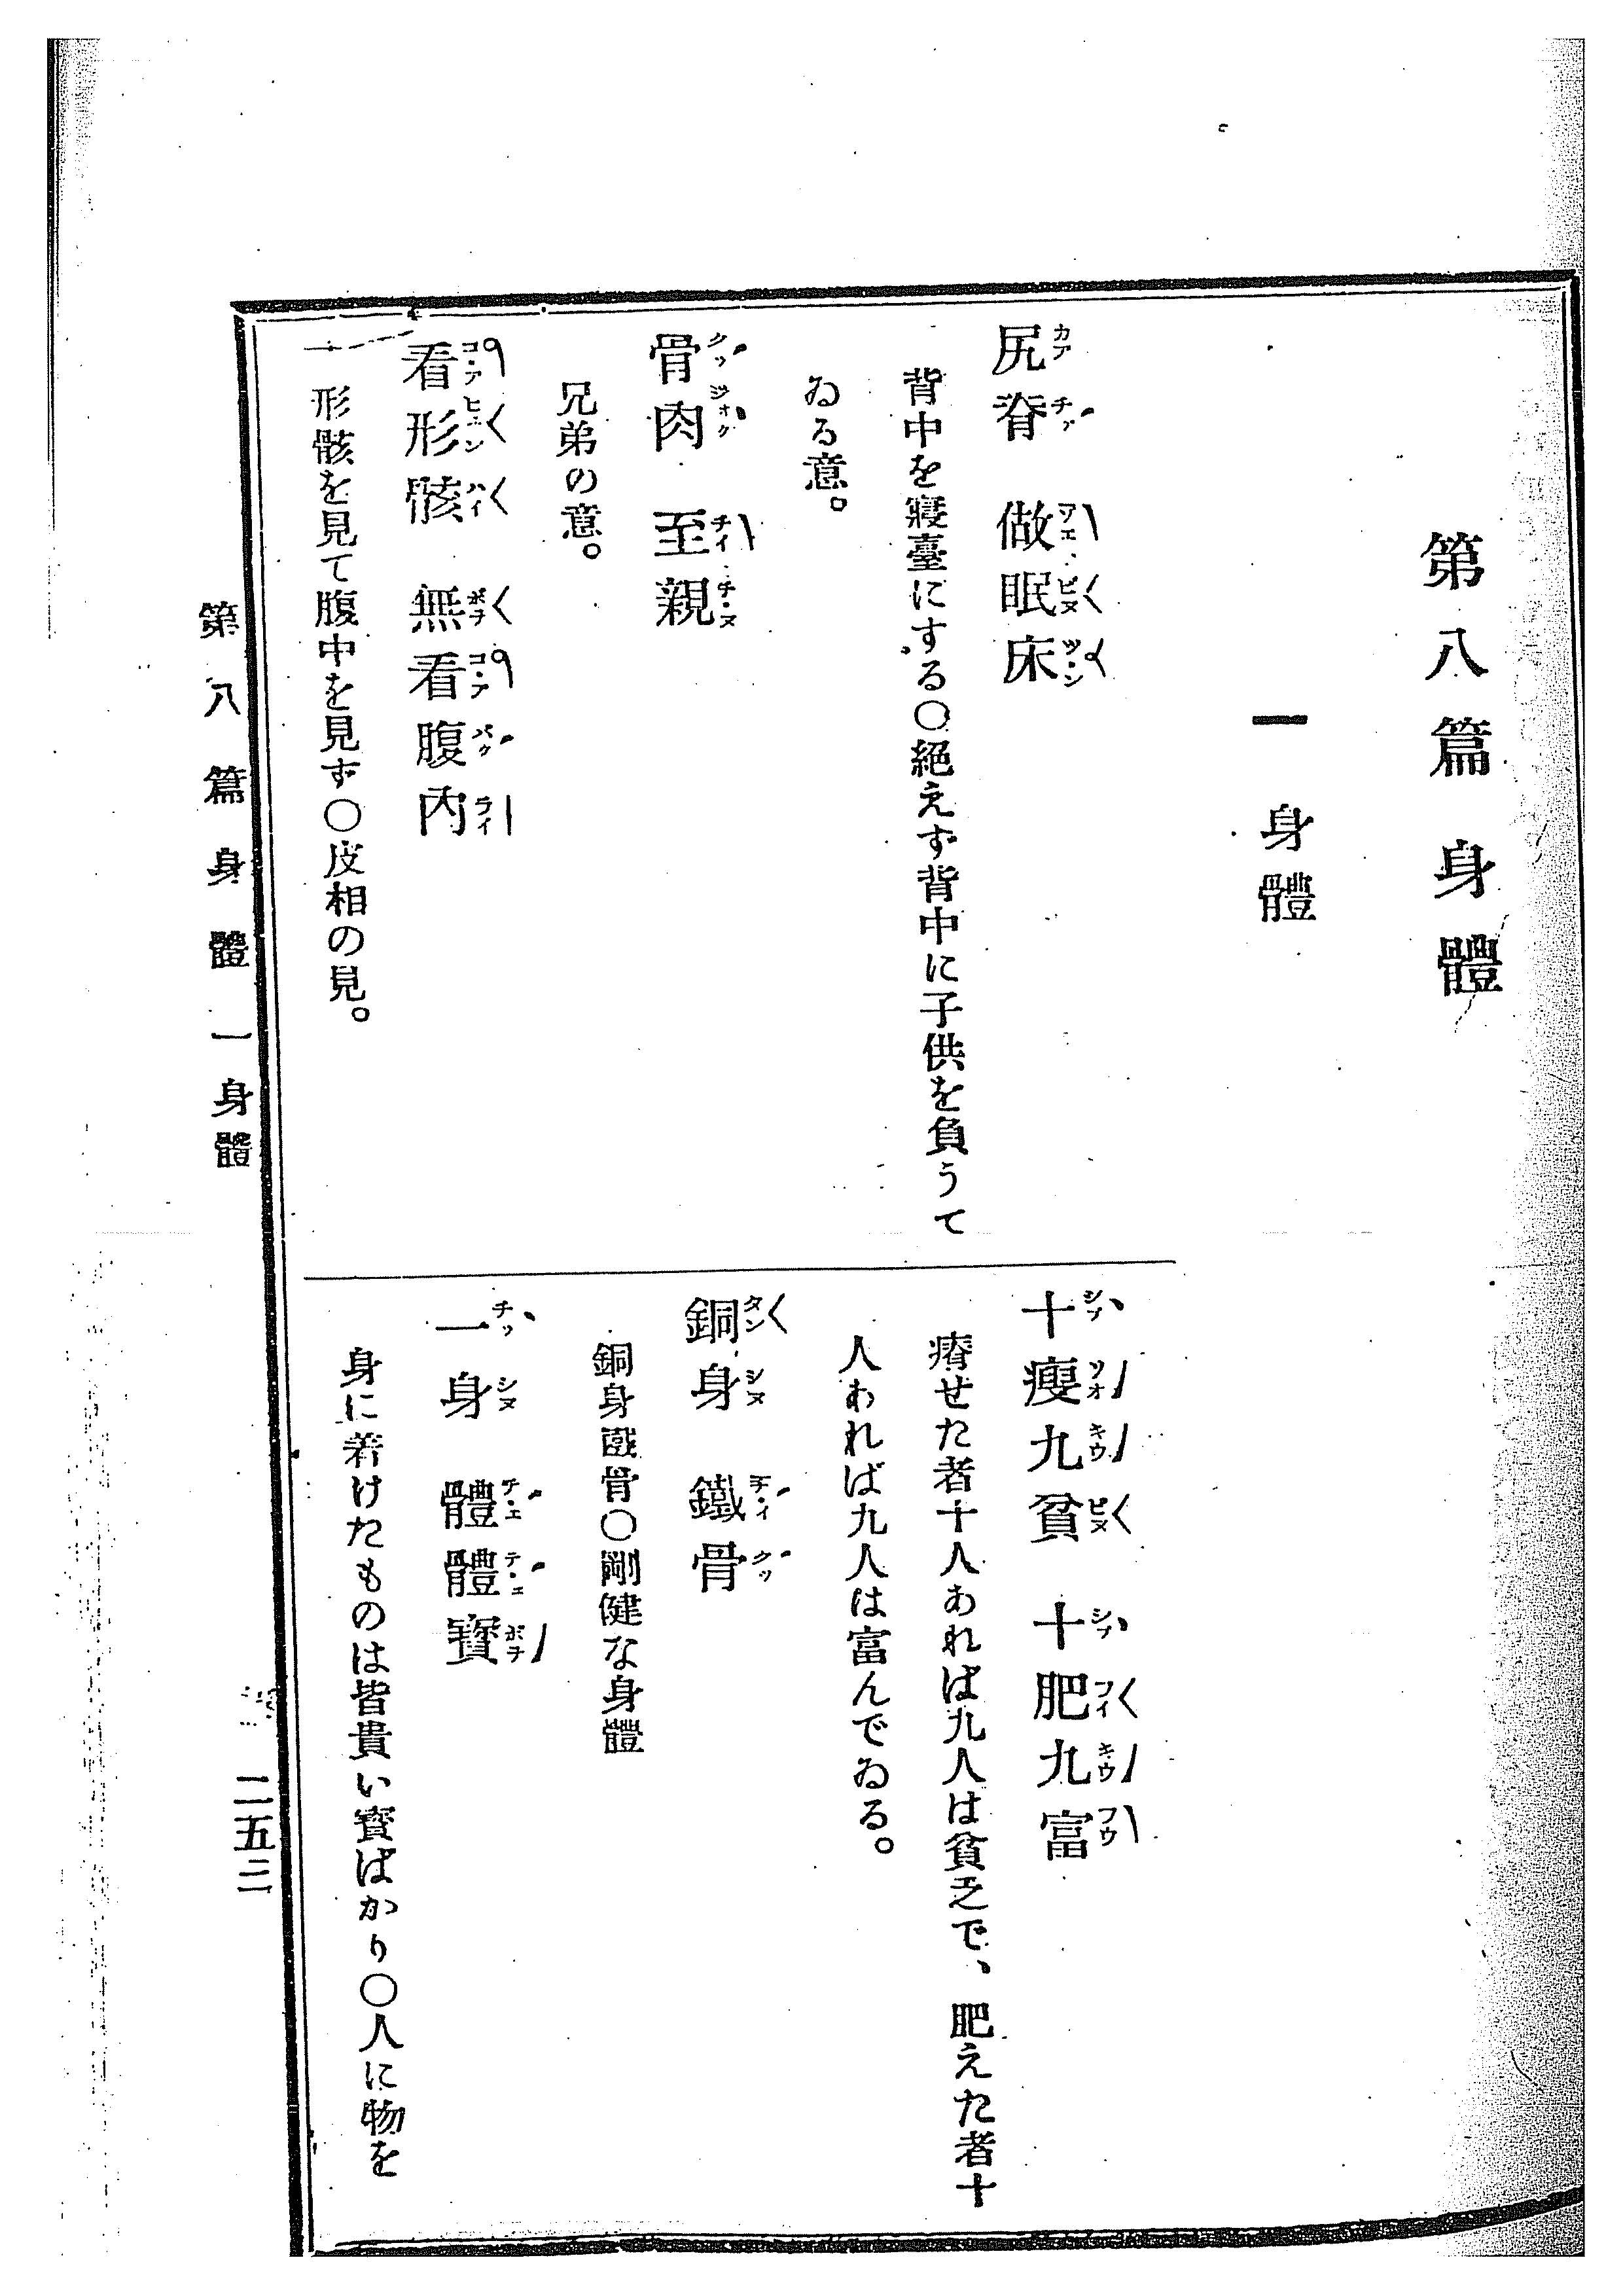 第八篇 身體
一 身體
尻脊 做眠床
背中を寢臺にする〇絕えず背中に子供を負うて
ゐる意。
骨肉 至親
兄弟の意。
看形骸 無看腹內
形骸を見て腹中を見ず〇皮相の見。
十瘦九貧 十肥九富
瘠せた者十人あれば九人は貧乏で、肥えた者十
人あれば九人は富んでゐる。
銅身 鐵骨
銅身鐵骨〇剛健な身體
一身 體體寶
身に着けたものは皆貴い寶ばかり〇人に物を
第八篇 身體 一 身體
二五三